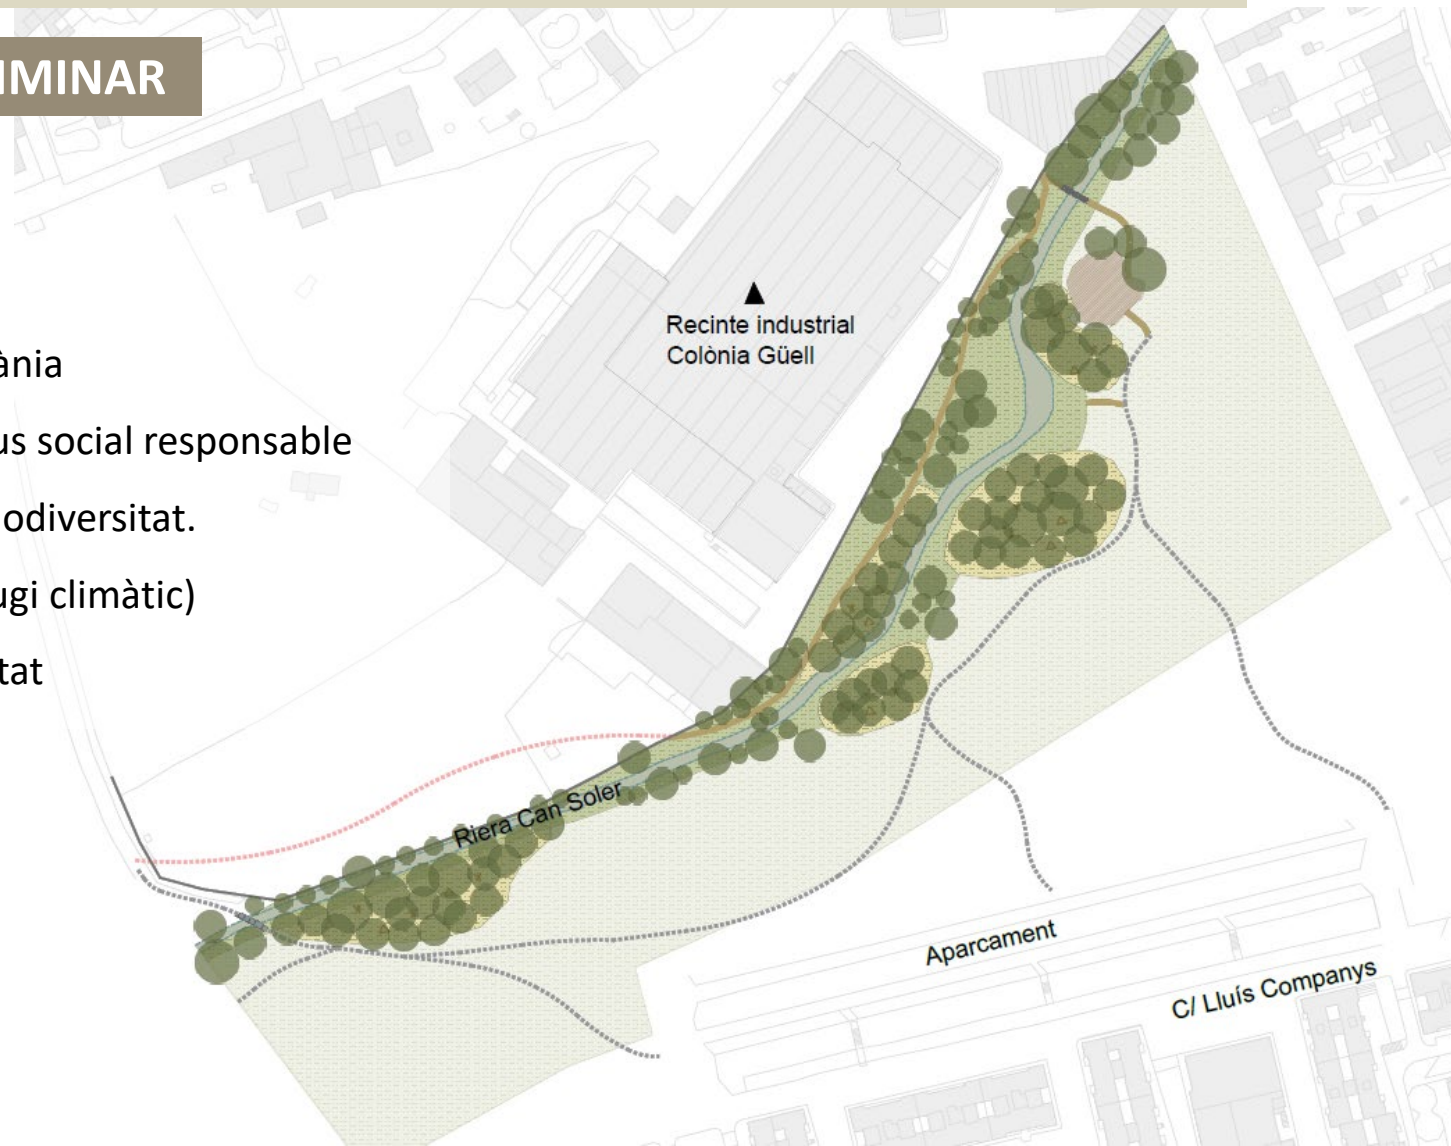 IMINAR
ània
us social responsable
odiversitat.
ugi climàtic)
tat
Recinte industrial
Colònia Güell
Riera Can Soler
Aparcament
C/ Lluís Companys